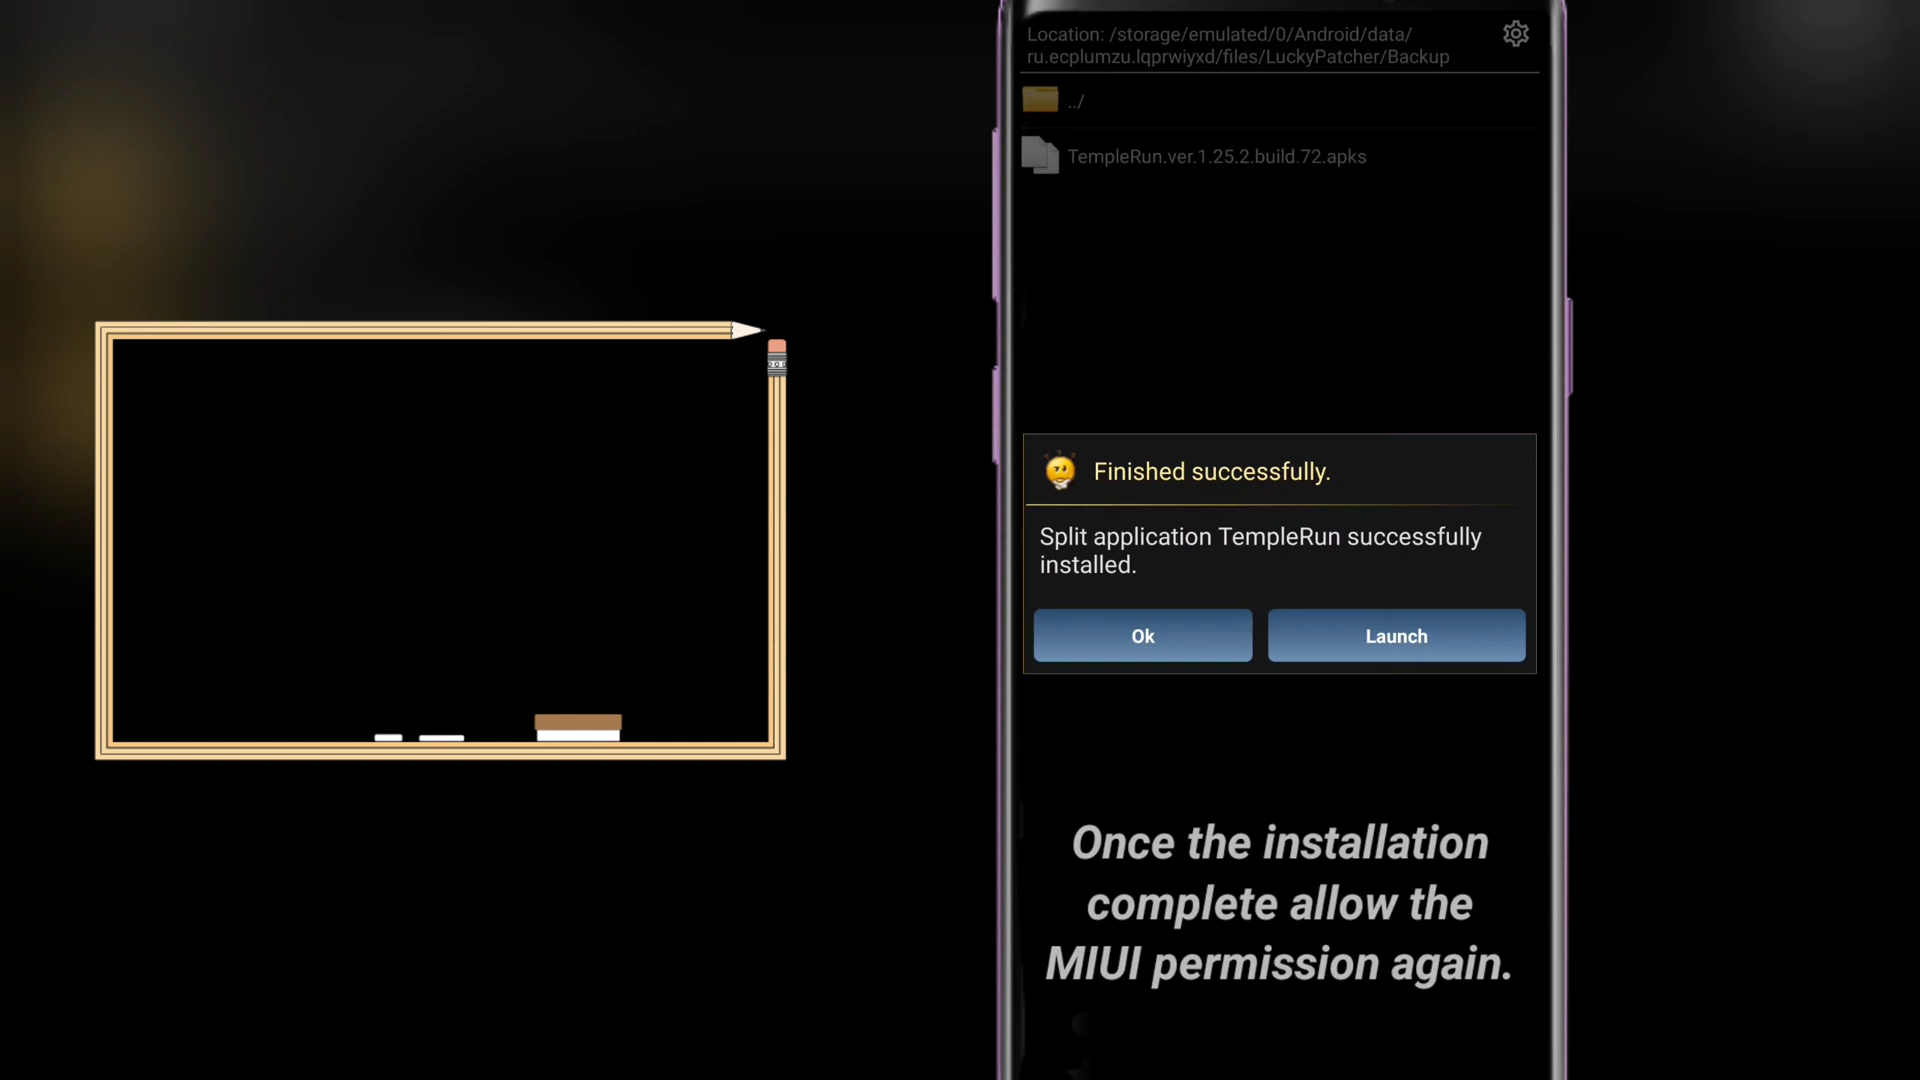 Location: /storage/emulated/0/Android/data/
ru.ecplumzu.lqprwiyxd/files/LuckyPatcher/Backup
../
TempleRun.ver.1.25.2.build.72.apks
Finished successfully.
Split application TempleRun successfully
installed.
Ok
Launch
Once the installation
complete allow the
MIUI permission again.